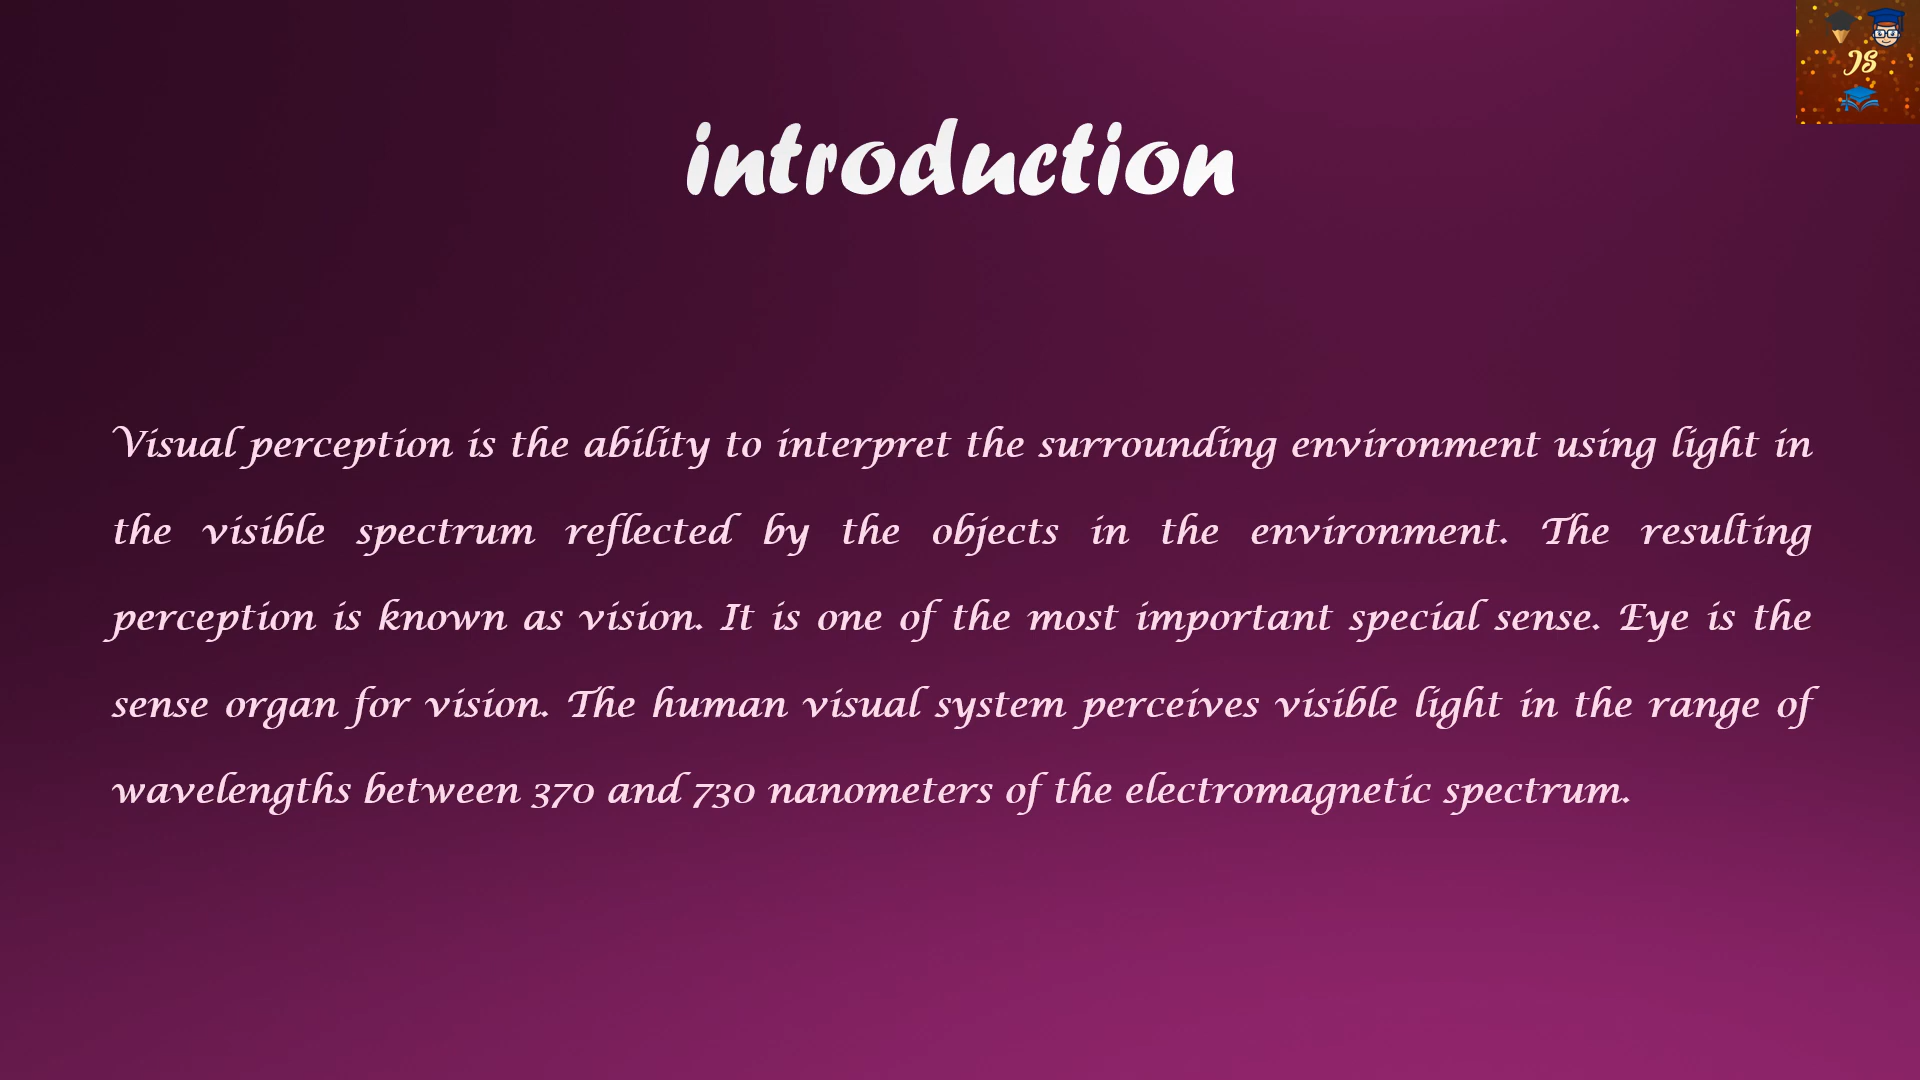 JS
introduction
Visual perception is the ability to interpret the surrounding environment using light in
the visible spectrum reflected by the objects in the environment. The resulting
perception is known as vision. It is one of the most important special sense. Eye is the
sense organ for vision. The human visual system perceives visible light in the range of
wavelengths between 370 and 730 nanometers of the electromagnetic spectrum.